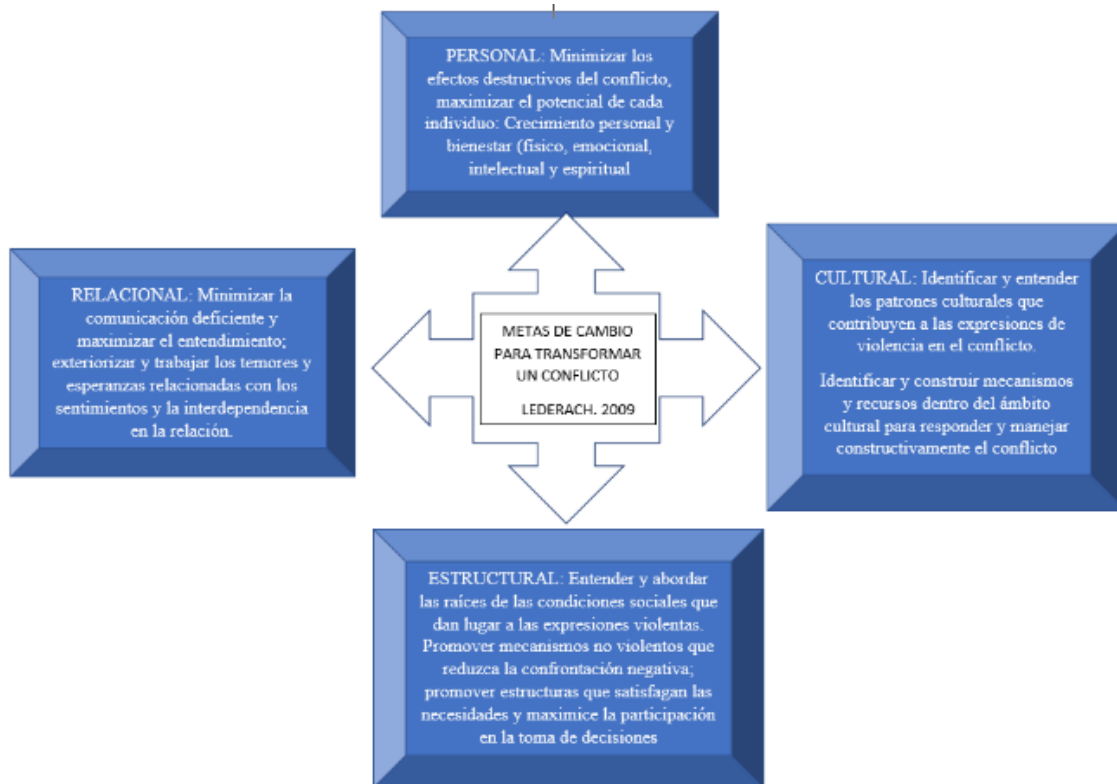 PERSONAL: Minimizar los
efectos destructivos del conflicto,
maximizar el potencial de cada
individuo: Crecimiento personal y
bienestar (físico, emocional,
intelectual y espiritual
RELACIONAL: Minimizar la
comunicación deficiente y
maximizar el entendimiento;
exteriorizar y trabajar los temores y
esperanzas relacionadas con los
sentimientos y la interdependencia
en la relación.
METAS DE CAMBIO
PARA TRANSFORMAR
UN CONFLICTO
LEDERACH. 2009
CULTURAL: Identificar y entender
los patrones culturales que
contribuyen a las expresiones de
violencia en el conflicto.
Identificar y construir mecanismos
y recursos dentro del ámbito
cultural para responder y manejar
constructivamente el conflicto
ESTRUCTURAL: Entender y abordar
las raíces de las condiciones sociales que
dan lugar a las expresiones violentas.
Promover mecanismos no violentos que
reduzca la confrontación negativa;
promover estructuras que satisfagan las
necesidades y maximice la participación
en la toma de decisiones